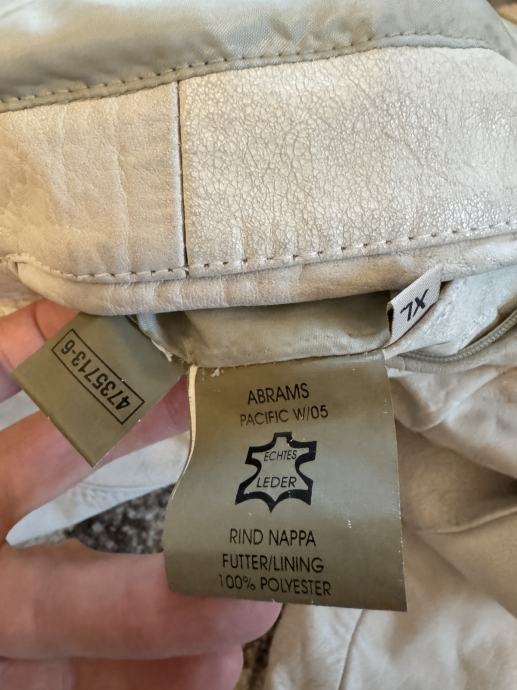 XL
4735713-6
ABRAMS
PACIFIC W/05
ECHTES
LEDER
RIND NAPPA
FUTTER/LINING
100% POLYESTER